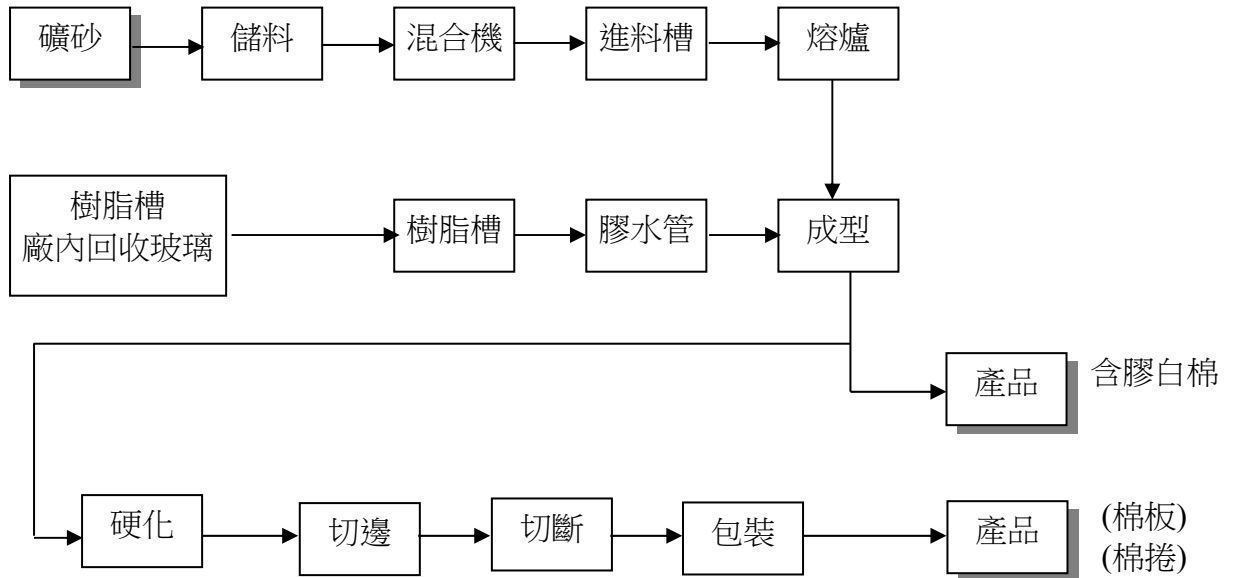 礦砂
儲料
混合機
進料槽
熔爐
樹脂槽
廠內回收玻璃
樹脂槽
膠水管
成型
產品
含膠白棉
硬化
切邊
切斷
包裝
產品
(棉板)
(棉捲)